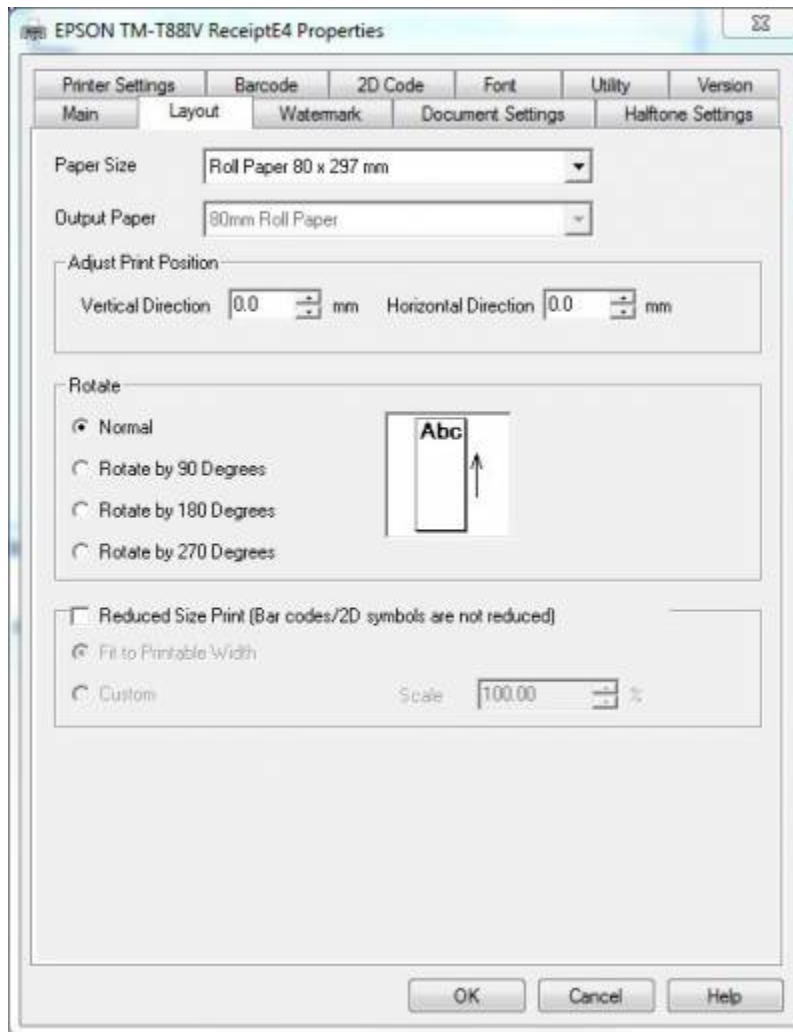 EPSON TM-T88IV ReceiptE4 Properties
Printer Settings Barcode 2D Code Font Utility Version
Main Layout Watermark Document Settings Halftone Settings
Paper Size Roll Paper 80 x 297 mm
Output Paper 80mm Roll Paper
Adjust Print Position
Vertical Direction 0.0 mm Horizontal Direction 0.0 mm
Rotate
Normal
Abc
Rotate by 90 Degrees
Rotate by 180 Degrees
Rotate by 270 Degrees
Reduced Size Print (Bar codes/2D symbols are not reduced)
Fit to Printable Width
Custom Scale 100.00 %
OK Cancel Help